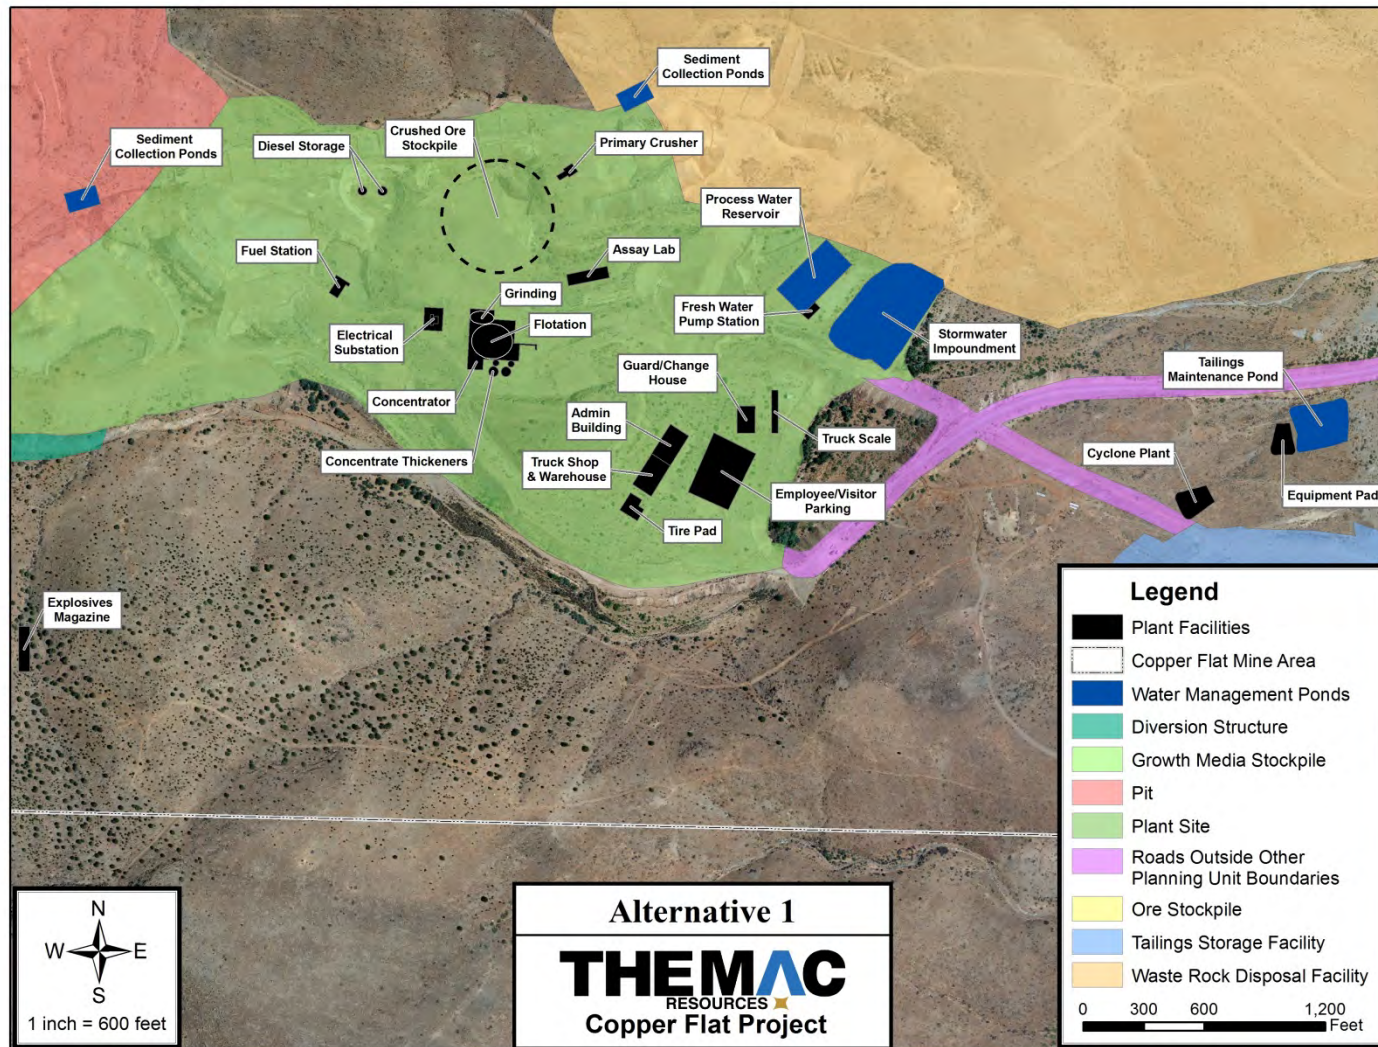 Sediment
Collection Ponds
Sediment
Collection Ponds
Diesel Storage
Crushed Ore
Stockpile
Primary Crusher
Process Water
Reservoir
Fuel Station
Assay Lab
Grinding
Fresh Water
Pump Station
Flotation
Electrical
Substation
Stormwater
Impoundment
Guard/Change
House
Tailings
Maintenance Pond
Concentrator
Admin
Building
Truck Scale
Concentrate Thickeners
Truck Shop
& Warehouse
Cyclone Plant
Employee/Visitor
Parking
Equipment Pad
Tire Pad
Explosives
Magazine
Legend
Plant Facilities
Copper Flat Mine Area
Water Management Ponds
Diversion Structure
Growth Media Stockpile
Pit
Plant Site
Roads Outside Other
Planning Unit Boundaries
Ore Stockpile
Tailings Storage Facility
Waste Rock Disposal Facility
0 300 600 1,200
Feet
N
W E
S
1 inch = 600 feet
Alternative 1
THEMAC
RESOURCES
Copper Flat Project